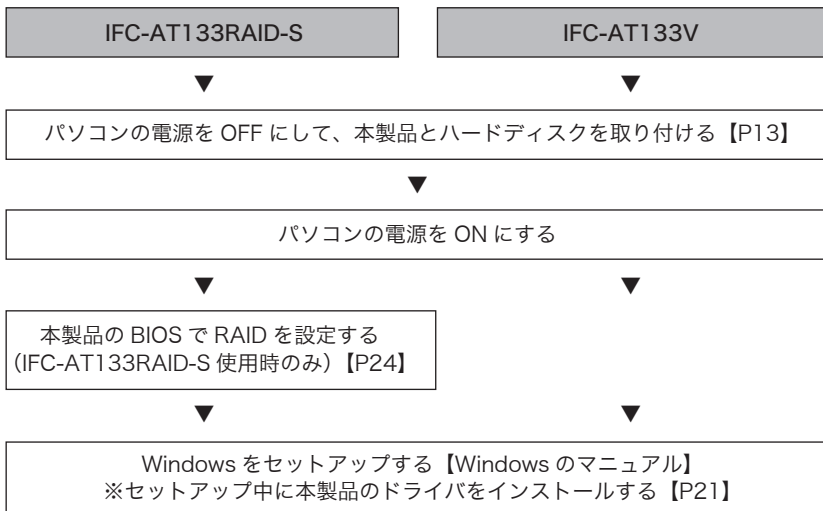 IFC-AT133RAID-S
IFC-AT133V
パソコンの電源を OFF にして、本製品とハードディスクを取り付ける【P13】
パソコンの電源を ON にする
本製品の BIOS で RAID を設定する
（IFC-AT133RAID-S 使用時のみ）【P24】
Windows をセットアップする【Windows のマニュアル】
※セットアップ中に本製品のドライバをインストールする【P21】